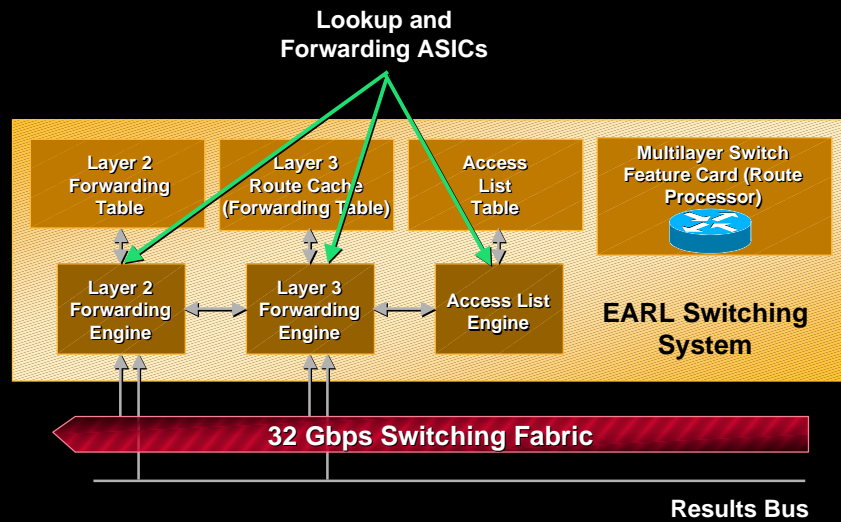 Lookup and
Forwarding ASICs
Layer 2
Forwarding
Table
Layer 3
Route Cache
(Forwarding Table)
Access
List
Table
Multilayer Switch
Feature Card (Route
Processor)
Layer 2
Forwarding
Engine
Layer 3
Forwarding
Engine
Access List
Engine
EARL Switching
System
32 Gbps Switching Fabric
Results Bus